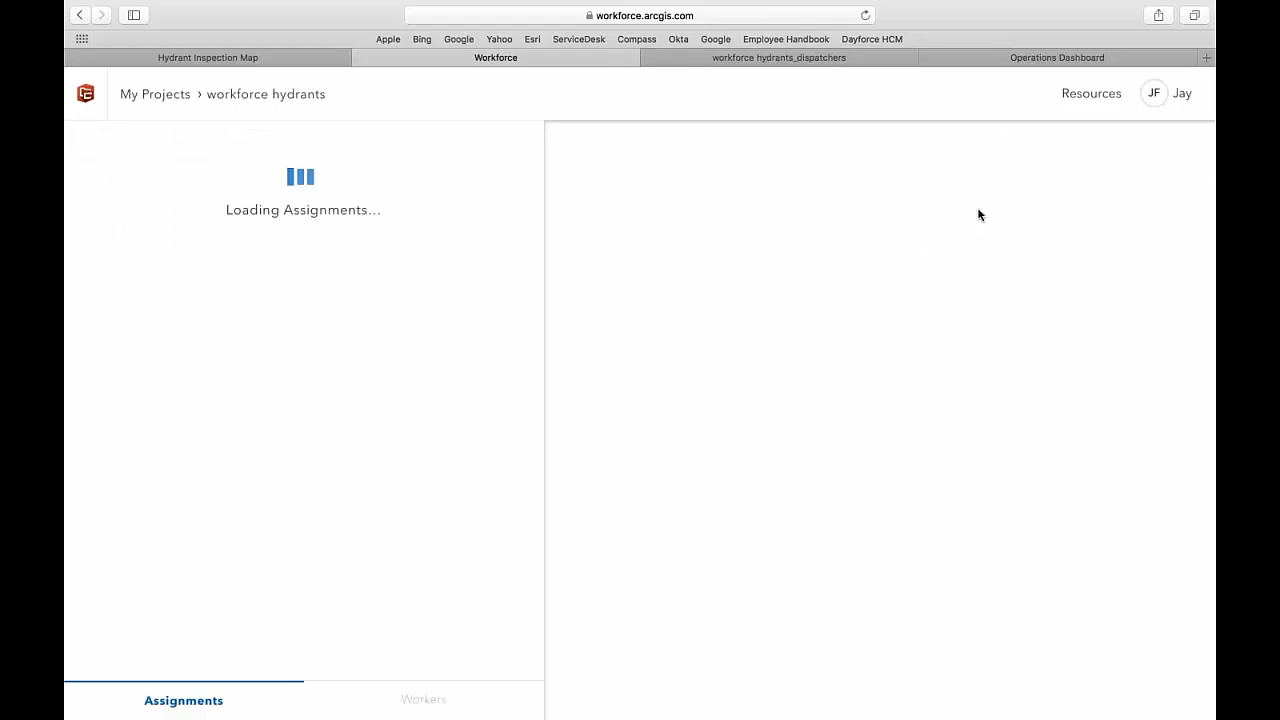 workforce.arcgis.com
Apple Bing Google Yahoo Esri ServiceDesk Compass Okta Google Employee Handbook Dayforce HCM
Hydrant Inspection Map Workforce workforce hydrants_dispatchers Operations Dashboard +
My Projects › workforce hydrants Resources JF Jay
Loading Assignments...
Assignments Workers